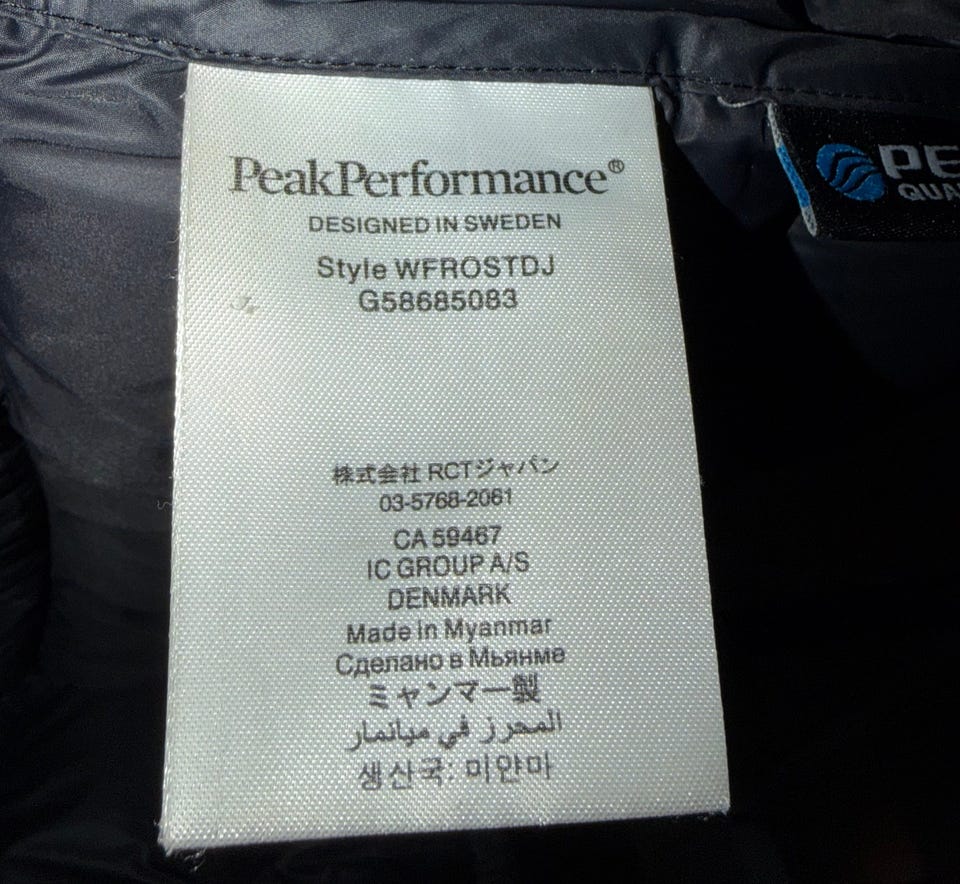 PeakPerformance®
DESIGNED IN SWEDEN
Style WFROSTDJ
G58685083
株式会社 RCTジャパン
03-5768-2061
CA 59467
IC GROUP A/S
DENMARK
Made in Myanmar
Сделано в Мьянме
ミャンマー製
المحرز في ميانمار
생산국: 미얀마
PE
QUA